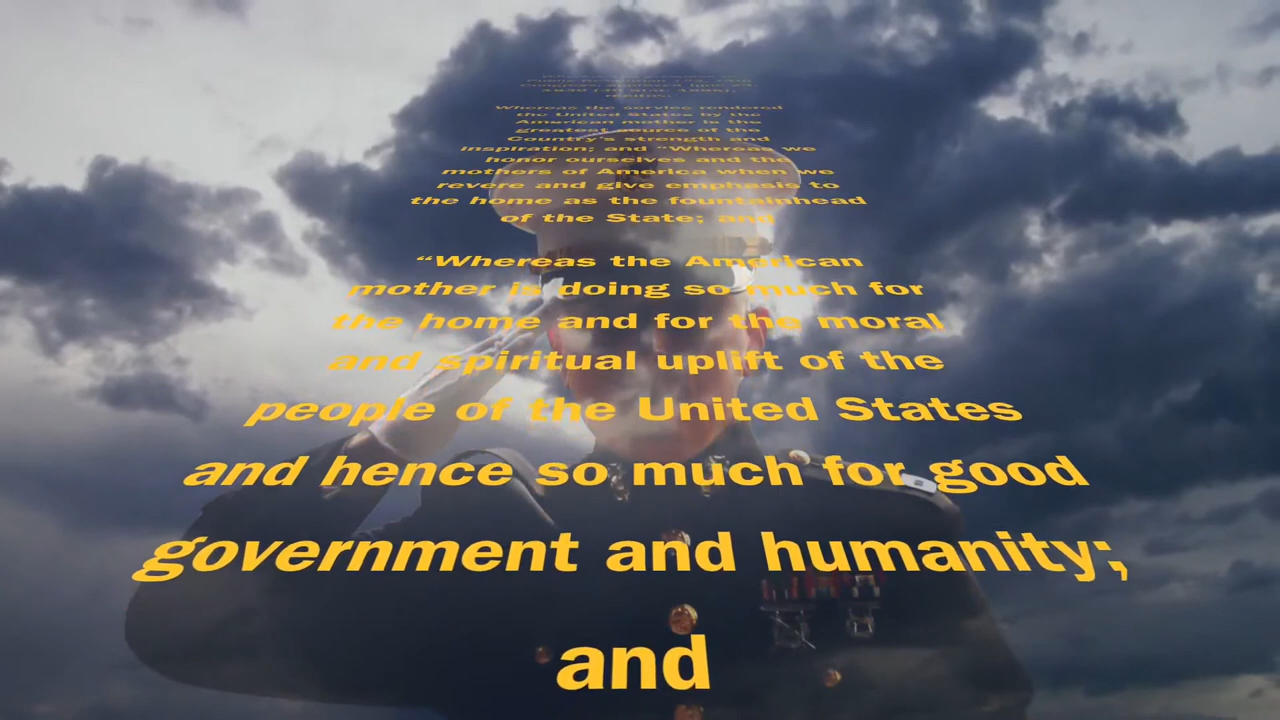 Whereas the service rendered
the United States by the
American mother is the
greatest source of the
Country's strength and
inspiration; and "Whereas we
honor ourselves and the
mothers of America when we
revere and give emphasis to
the home as the fountainhead
of the State; and
“Whereas the American
mother is doing so much for
the home and for the moral
and spiritual uplift of the
people of the United States
and hence so much for good
government and humanity;
and